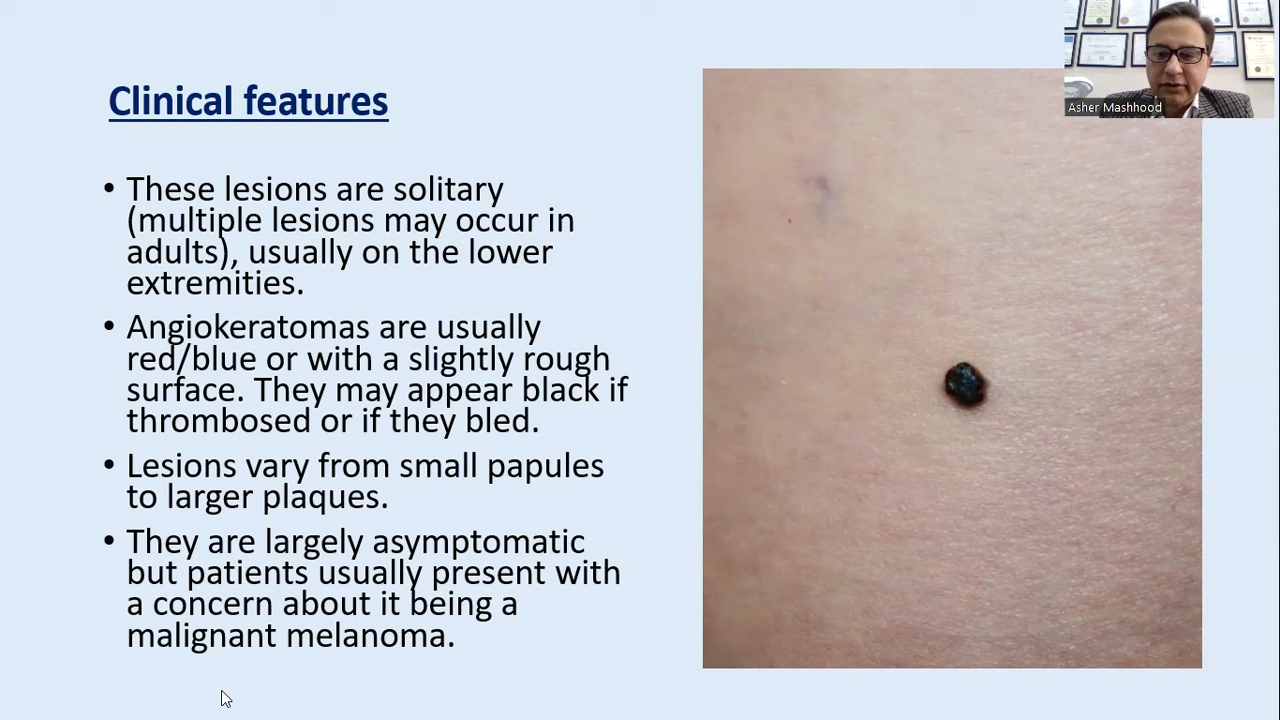 Clinical features
• These lesions are solitary
(multiple lesions may occur in
adults), usually on the lower
extremities.
• Angiokeratomas are usually
red/blue or with a slightly rough
surface. They may appear black if
thrombosed or if they bled.
• Lesions vary from small papules
to larger plaques.
• They are largely asymptomatic
but patients usually present with
a concern about it being a
malignant melanoma.
Asher Mashhood